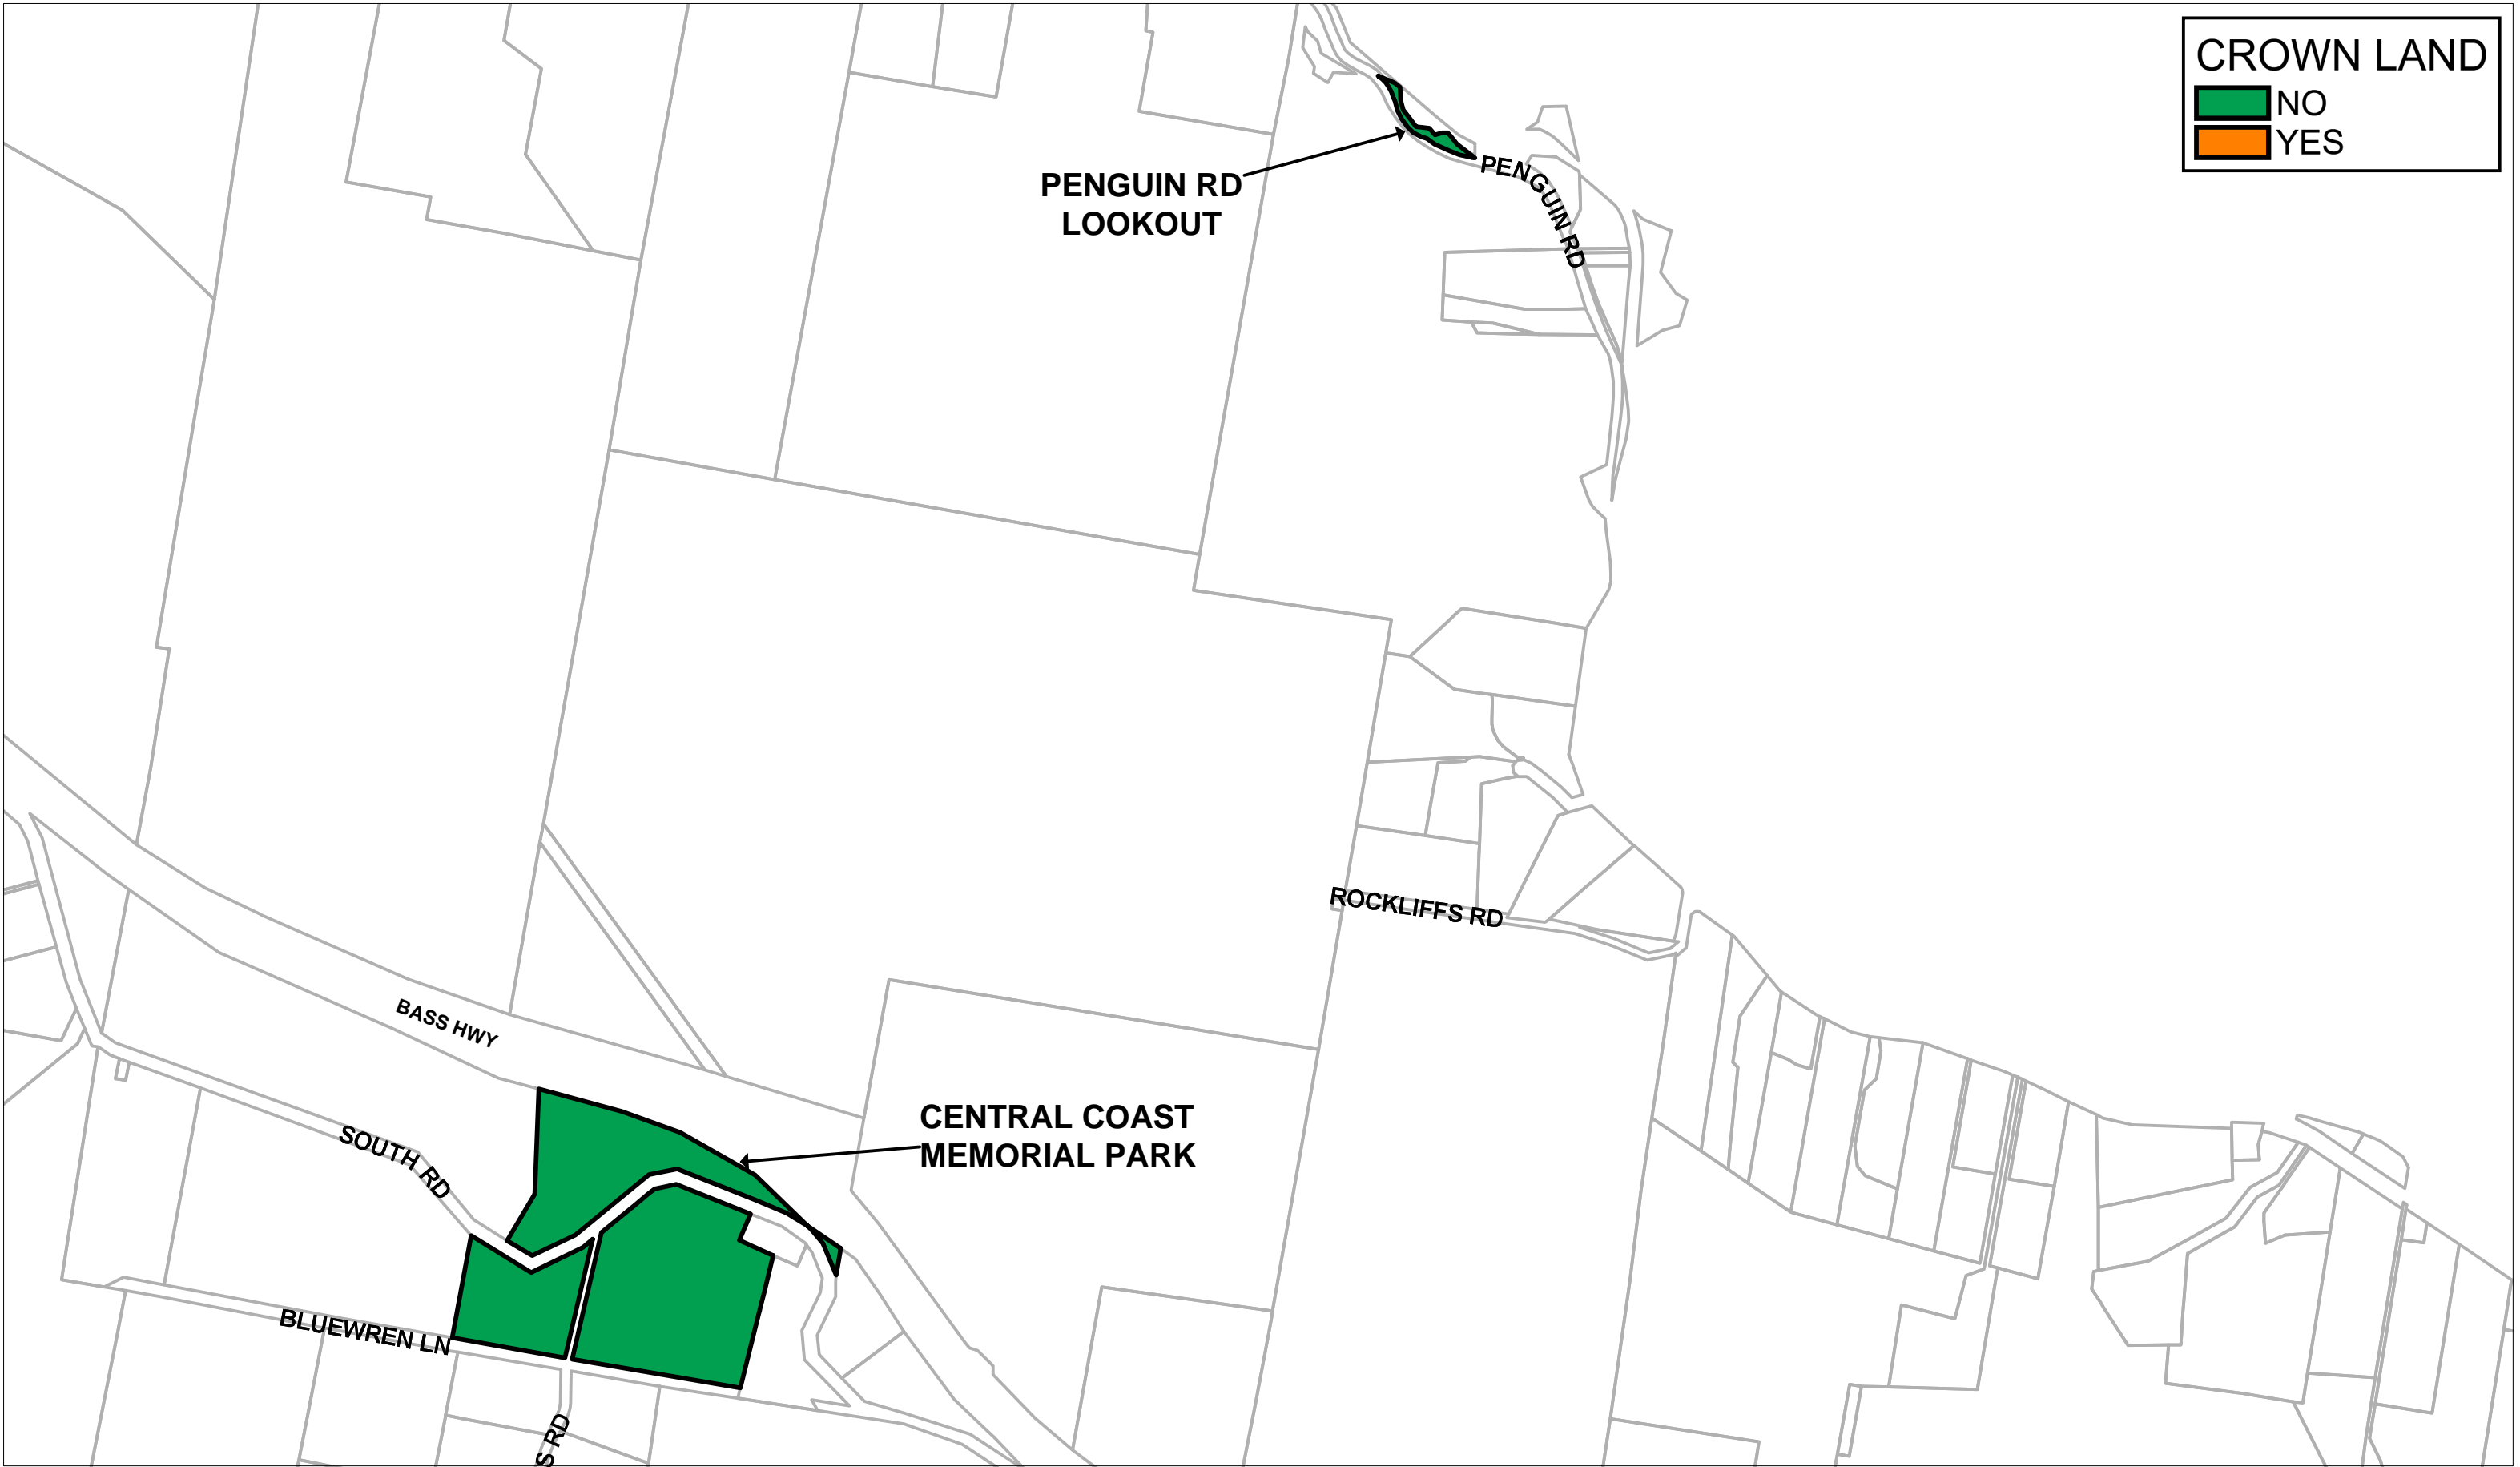 CROWN LAND
NO
YES
PENGUIN RD
LOOKOUT
PENGUIN RD
ROCKLIFFS RD
BASS HWY
CENTRAL COAST
MEMORIAL PARK
SOUTH RD
BLUEWREN LN
S RD